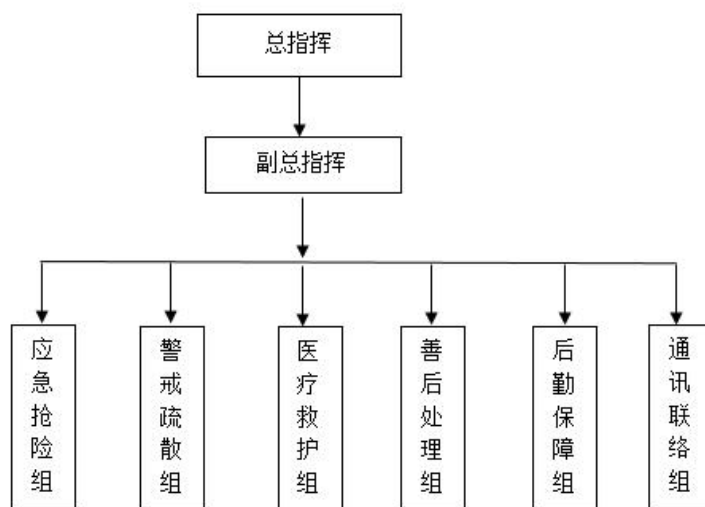 总指挥
副总指挥
应急抢险组
警戒疏散组
医疗救护组
善后处理组
后勤保障组
通讯联络组